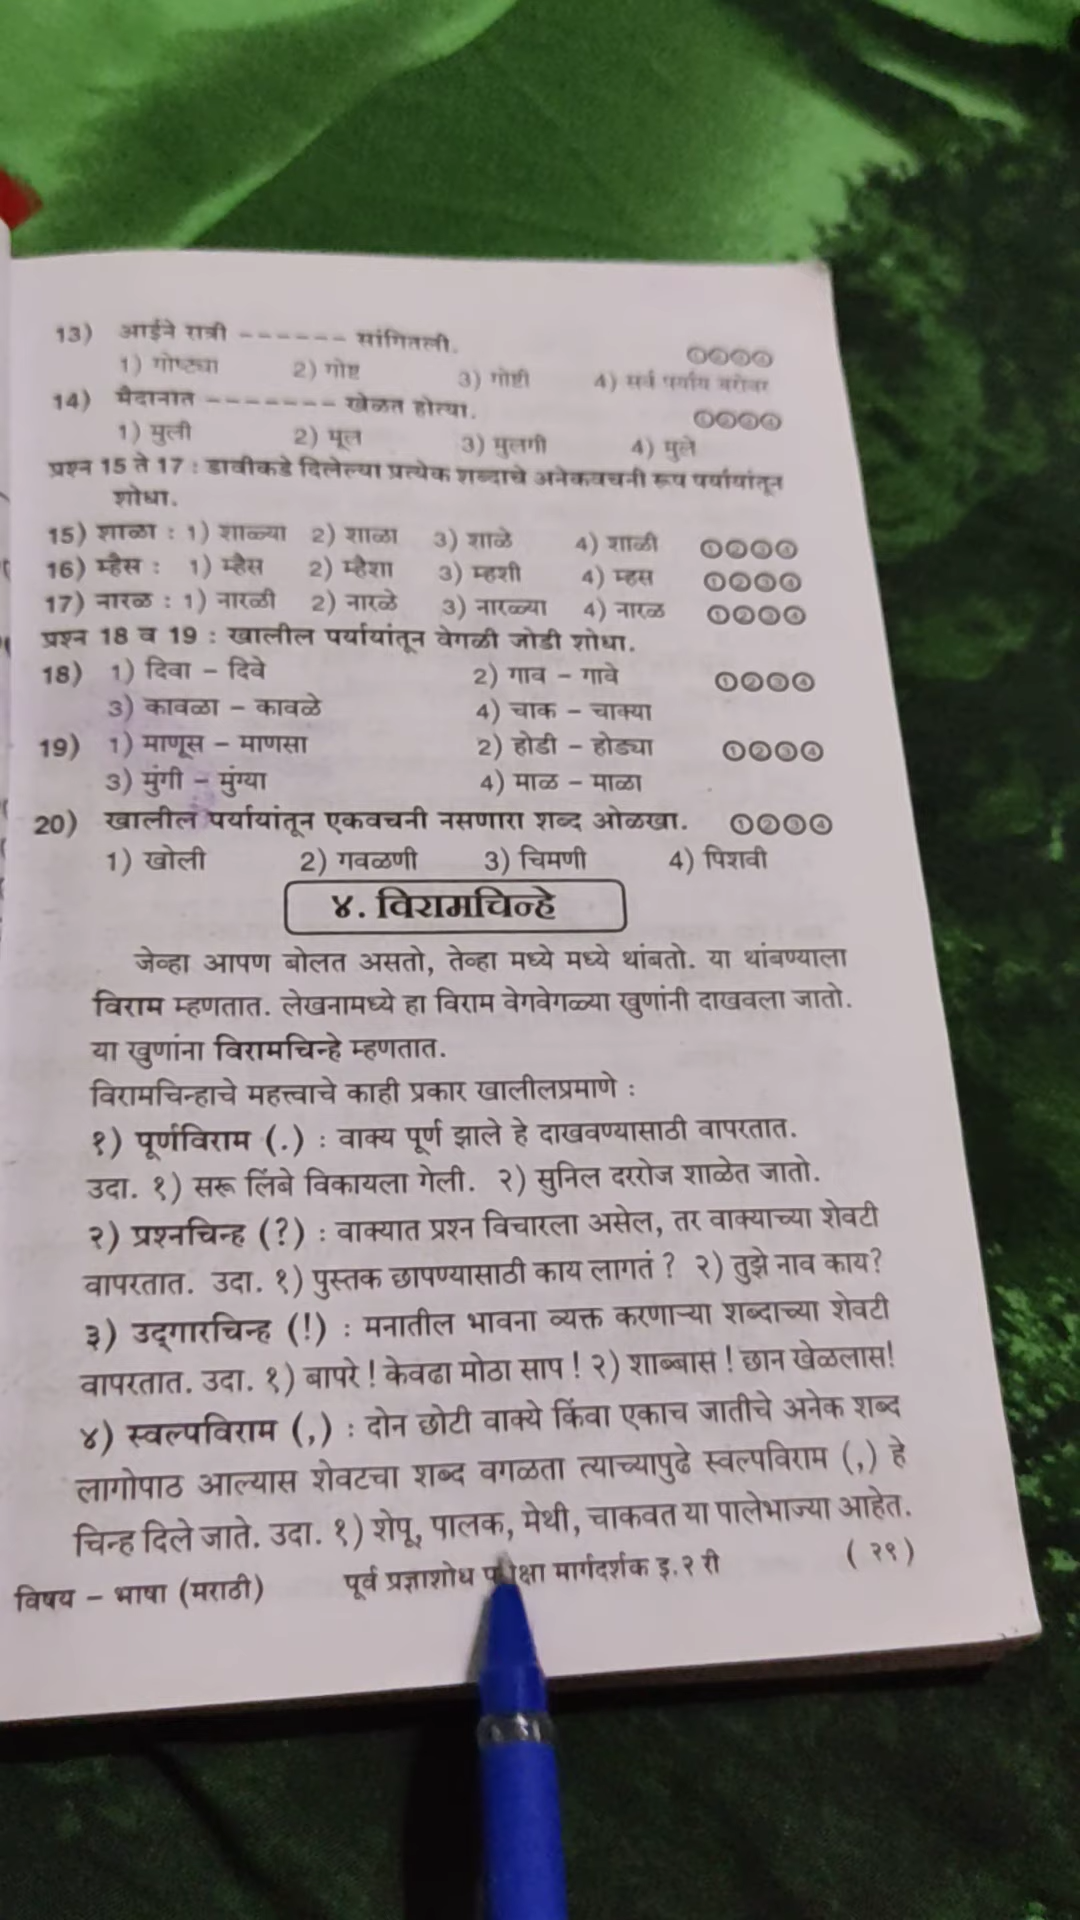 13) आईने रात्री ------ सांगितली. ①②③④
1) गोष्ट्या 2) गोष्ट 3) गोष्टी 4) सर्व पर्याय बरोबर
14) मैदानात ------- खेळत होत्या. ①②③④
1) मुली 2) मूल 3) मुलगी 4) मुले
प्रश्न 15 ते 17 : डावीकडे दिलेल्या प्रत्येक शब्दाचे अनेकवचनी रूप पर्यायांतून
शोधा.
15) शाळा : 1) शाळ्या 2) शाळा 3) शाळे 4) शाळी ①②③④
16) म्हैस : 1) म्हैस 2) म्हैशा 3) म्हशी 4) म्हस ①②③④
17) नारळ : 1) नारळी 2) नारळे 3) नारळ्या 4) नारळ ①②③④
प्रश्न 18 व 19 : खालील पर्यायांतून वेगळी जोडी शोधा.
18) 1) दिवा - दिवे 2) गाव - गावे ①②③④
3) कावळा - कावळे 4) चाक - चाक्या
19) 1) माणूस - माणसा 2) होडी - होड्या ①②③④
3) मुंगी - मुंग्या 4) माळ - माळा
20) खालील पर्यायांतून एकवचनी नसणारा शब्द ओळखा. ①②③④
1) खोली 2) गवळणी 3) चिमणी 4) पिशवी
४. विरामचिन्हे
जेव्हा आपण बोलत असतो, तेव्हा मध्ये मध्ये थांबतो. या थांबण्याला
विराम म्हणतात. लेखनामध्ये हा विराम वेगवेगळ्या खुणांनी दाखवला जातो.
या खुणांना विरामचिन्हे म्हणतात.
विरामचिन्हाचे महत्त्वाचे काही प्रकार खालीलप्रमाणे :
१) पूर्णविराम (.) : वाक्य पूर्ण झाले हे दाखवण्यासाठी वापरतात.
उदा. १) सरू लिंबे विकायला गेली. २) सुनिल दररोज शाळेत जातो.
२) प्रश्नचिन्ह (?) : वाक्यात प्रश्न विचारला असेल, तर वाक्याच्या शेवटी
वापरतात. उदा. १) पुस्तक छापण्यासाठी काय लागतं ? २) तुझे नाव काय?
३) उद्‌गारचिन्ह (!) : मनातील भावना व्यक्त करणाऱ्या शब्दाच्या शेवटी
वापरतात. उदा. १) बापरे ! केवढा मोठा साप ! २) शाब्बास ! छान खेळलास!
४) स्वल्पविराम (,) : दोन छोटी वाक्ये किंवा एकाच जातीचे अनेक शब्द
लागोपाठ आल्यास शेवटचा शब्द वगळता त्याच्यापुढे स्वल्पविराम (,) हे
चिन्ह दिले जाते. उदा. १) शेपू, पालक, मेथी, चाकवत या पालेभाज्या आहेत.
विषय - भाषा (मराठी) पूर्व प्रज्ञाशोध परीक्षा मार्गदर्शक इ. २ री (२९)